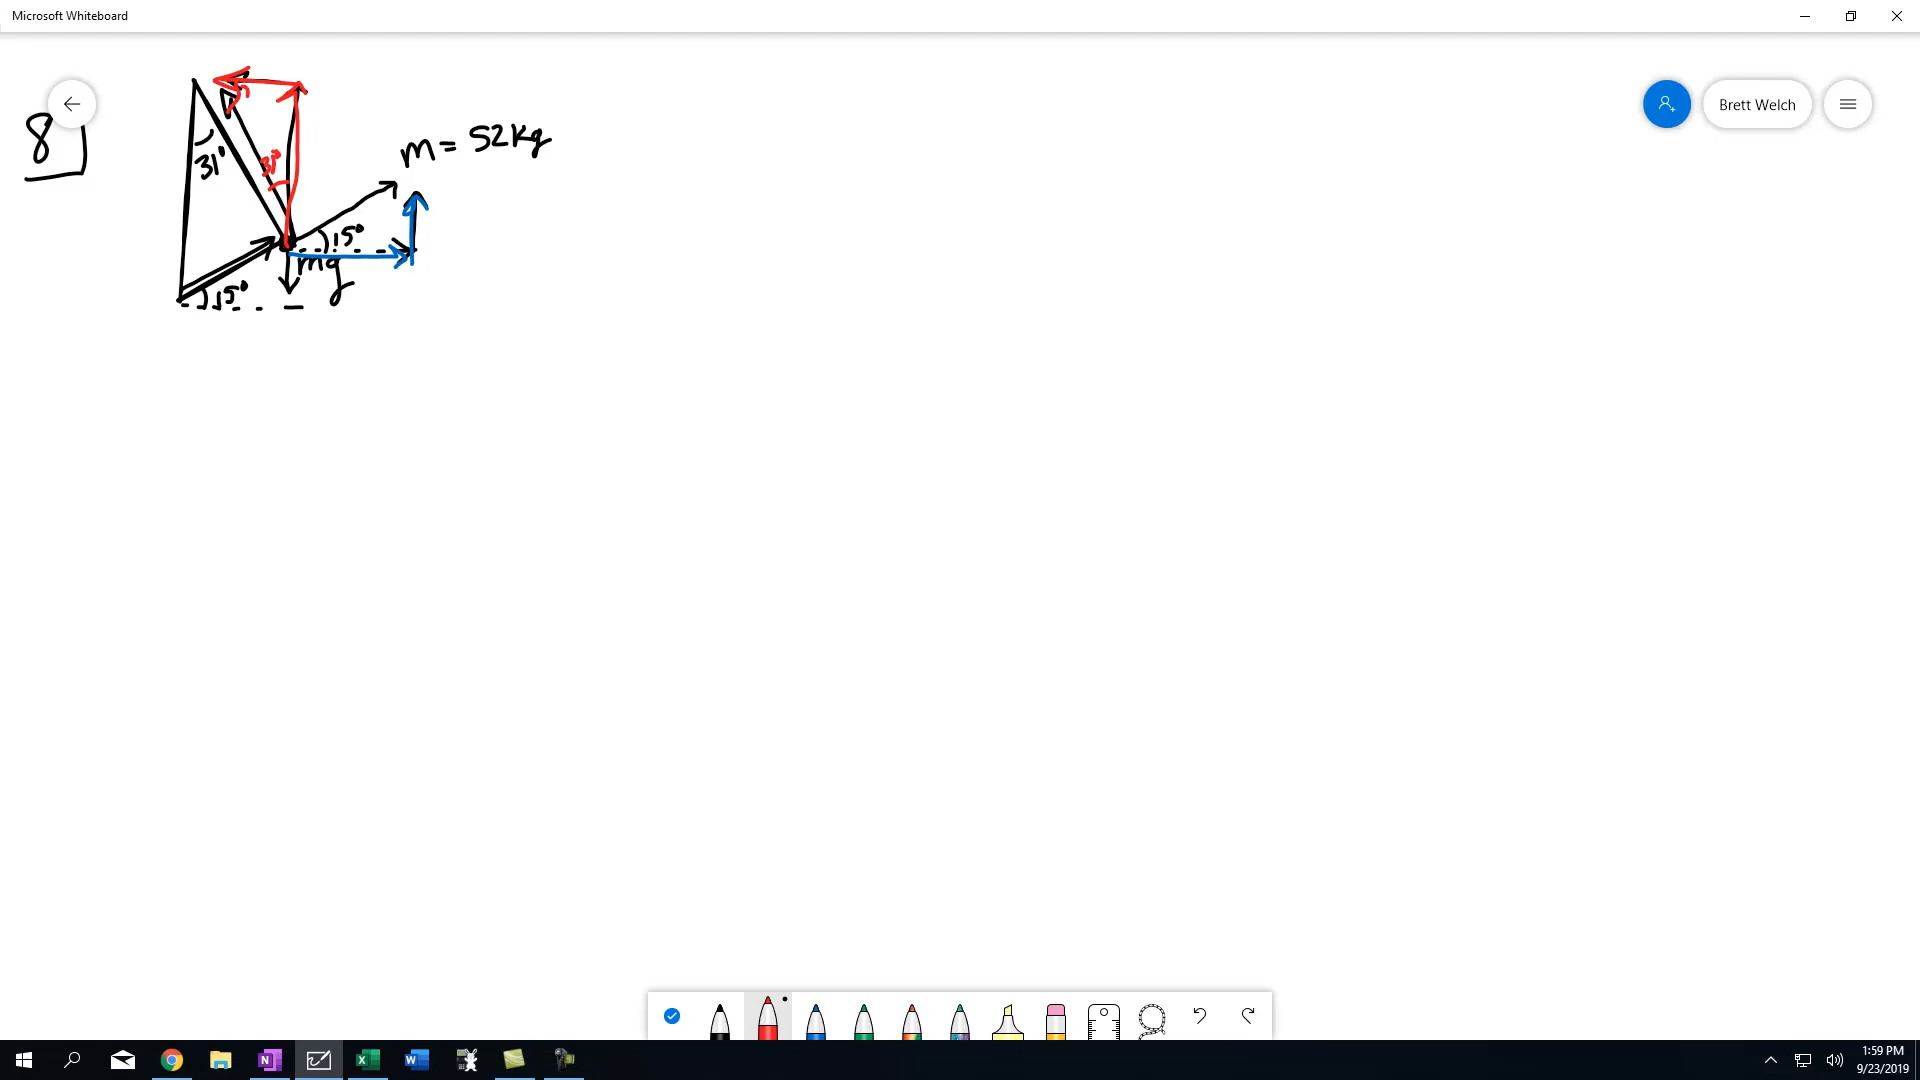 Microsoft Whiteboard
Brett Welch
8
m = 52kg
31°
31°
15°
mg
15°
1:59 PM
9/23/2019